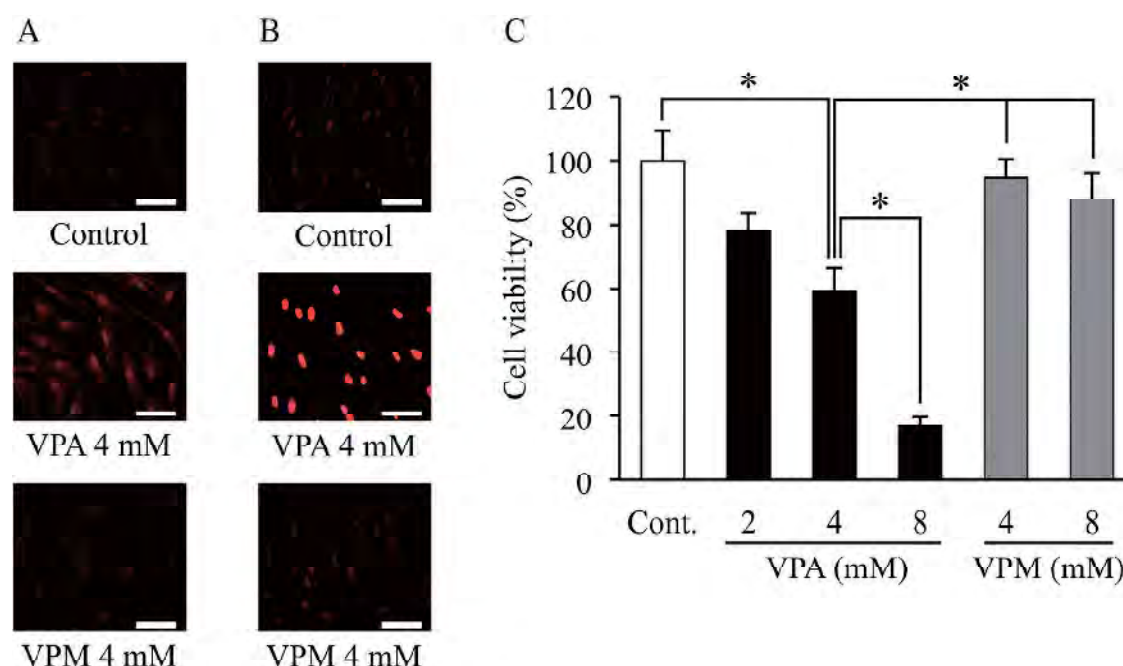 A
Control
VPA 4 mM
VPM 4 mM
B
Control
VPA 4 mM
VPM 4 mM
C
Cell viability (%)
120
100
80
60
40
20
0
* *
*
Cont. 2 4 8 4 8
VPA (mM) VPM (mM)